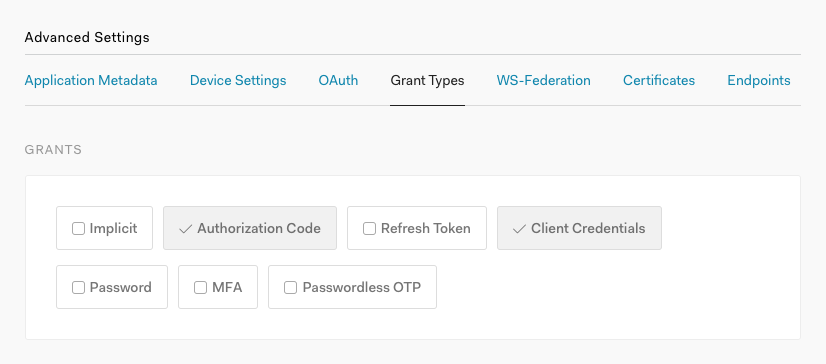 Advanced Settings
Application Metadata Device Settings OAuth Grant Types WS-Federation Certificates Endpoints
GRANTS
Implicit Authorization Code Refresh Token Client Credentials
Password MFA Passwordless OTP